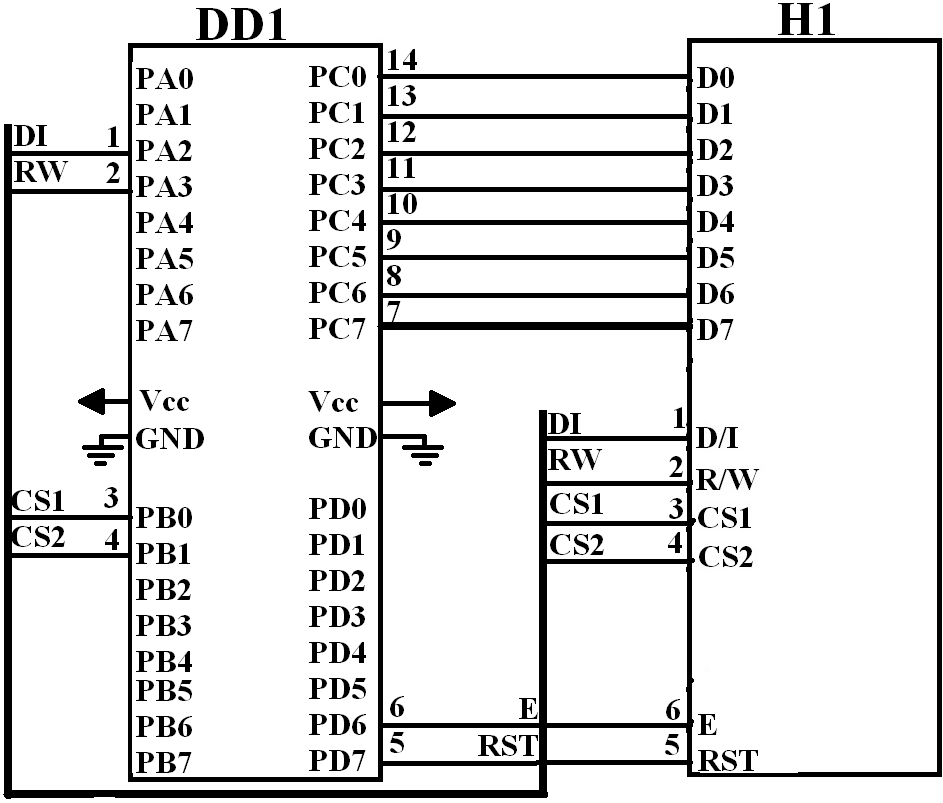 DD1 H1
PA0 PC0 14 D0
PA1 PC1 13 D1
DI 1 PA2 PC2 12 D2
RW 2 PA3 PC3 11 D3
PA4 PC4 10 D4
PA5 PC5 9 D5
PA6 PC6 8 D6
PA7 PC7 7 D7
Vcc Vcc
GND GND DI 1 D/I
RW 2 R/W
CS1 3 PB0 PD0 CS1 3 CS1
CS2 4 PB1 PD1 CS2 4 CS2
PB2 PD2
PB3 PD3
PB4 PD4
PB5 PD5
PB6 PD6 6 E 6 E
PB7 PD7 5 RST 5 RST